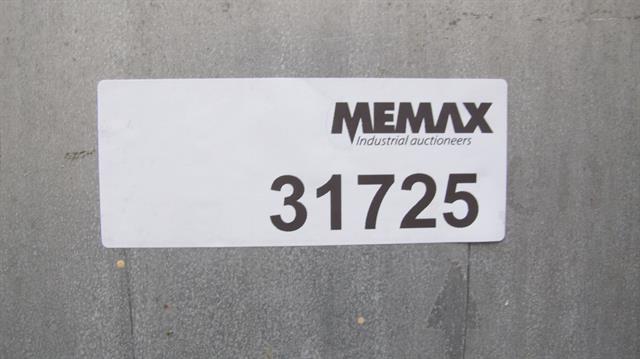 MEMAX
Industrial auctioneers
31725